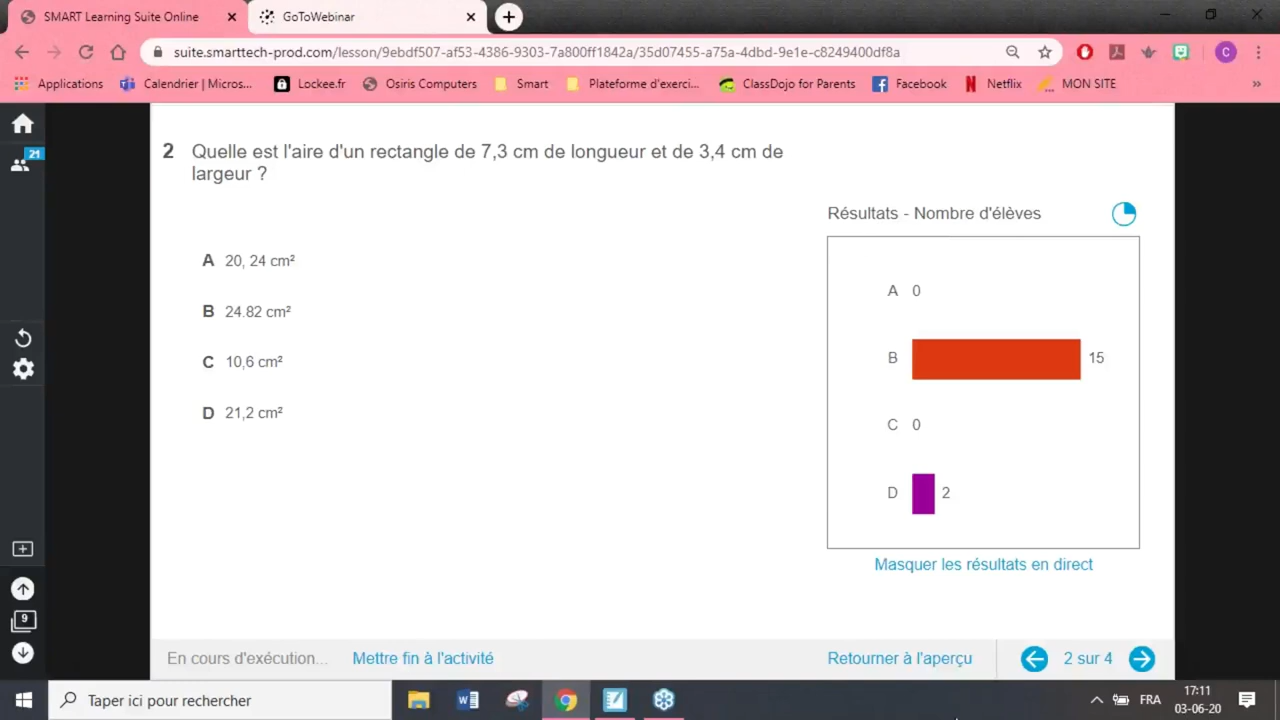 SMART Learning Suite Online
GoToWebinar
suite.smarttech-prod.com/lesson/9ebdf507-af53-4386-9303-7a800ff1842a/35d07455-a75a-4dbd-9e1e-c8249400df8a
C
Applications
Calendrier | Micros...
Lockee.fr
Osiris Computers
Smart
Plateforme d'exerci...
ClassDojo for Parents
Facebook
Netflix
MON SITE
»
21
2 Quelle est l'aire d'un rectangle de 7,3 cm de longueur et de 3,4 cm de
largeur ?
A 20, 24 cm²
B 24.82 cm²
C 10,6 cm²
D 21,2 cm²
Résultats - Nombre d'élèves
A 0
B 15
C 0
D 2
Masquer les résultats en direct
9
En cours d'exécution...
Mettre fin à l'activité
Retourner à l'aperçu
2 sur 4
Taper ici pour rechercher
FRA
17:11
03-06-20